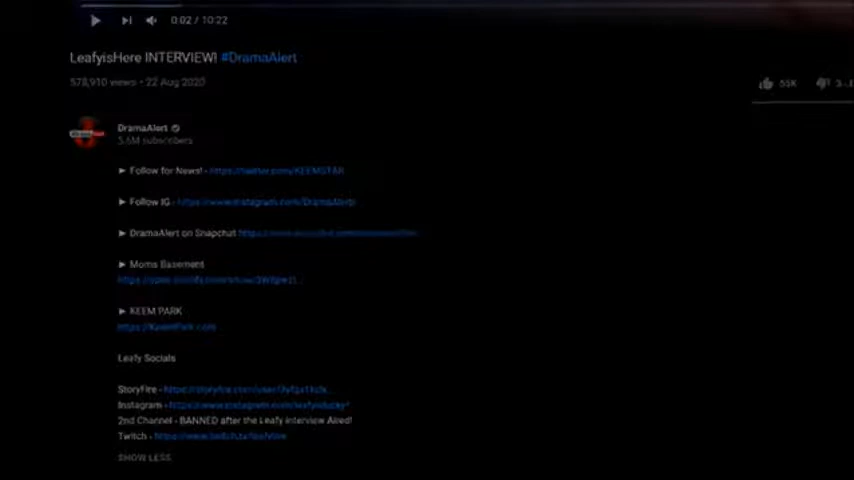 0:02 / 10:22
LeafyisHere INTERVIEW! #DramaAlert
578,910 views • 22 Aug 2020
55K
DramaAlert
5.6M subscribers
► Follow for News! - https://twitter.com/KEEMSTAR
► Follow IG - https://www.instagram.com/DramaAlert/
► DramaAlert on Snapchat
► Moms Basement
► KEEM PARK
https://KeemPark.com
Leafy Socials
StoryFire -
Instagram -
2nd Channel - BANNED after the Leafy Interview Aired!
Twitch -
SHOW LESS